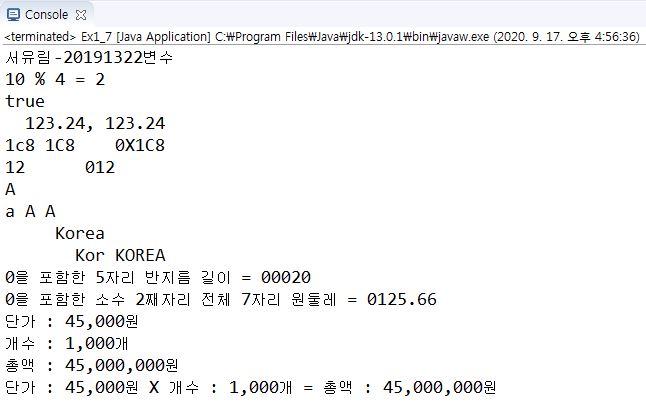 Console
<terminated> Ex1_7 [Java Application] C:₩Program Files₩Java₩jdk-13.0.1₩bin₩javaw.exe (2020. 9. 17. 오후 4:56:36)
서유림-20191322변수
10 % 4 = 2
true
  123.24, 123.24
1c8 1C8    0X1C8
12      012
A
a A A
     Korea
       Kor KOREA
0을 포함한 5자리 반지름 길이 = 00020
0을 포함한 소수 2째자리 전체 7자리 원둘레 = 0125.66
단가 : 45,000원
개수 : 1,000개
총액 : 45,000,000원
단가 : 45,000원 X 개수 : 1,000개 = 총액 : 45,000,000원